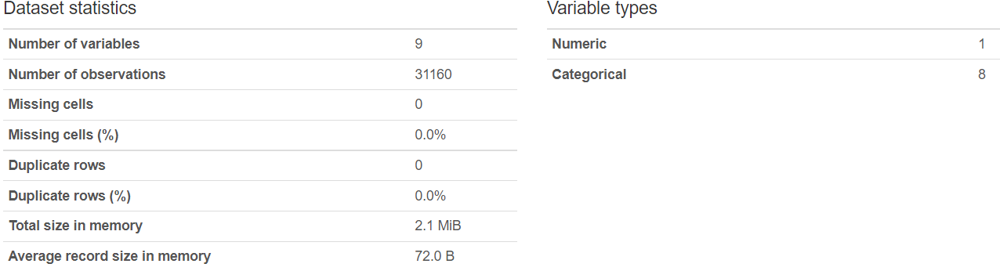 Dataset statistics
Number of variables 9
Number of observations 31160
Missing cells 0
Missing cells (%) 0.0%
Duplicate rows 0
Duplicate rows (%) 0.0%
Total size in memory 2.1 MiB
Average record size in memory 72.0 B
Variable types
Numeric 1
Categorical 8